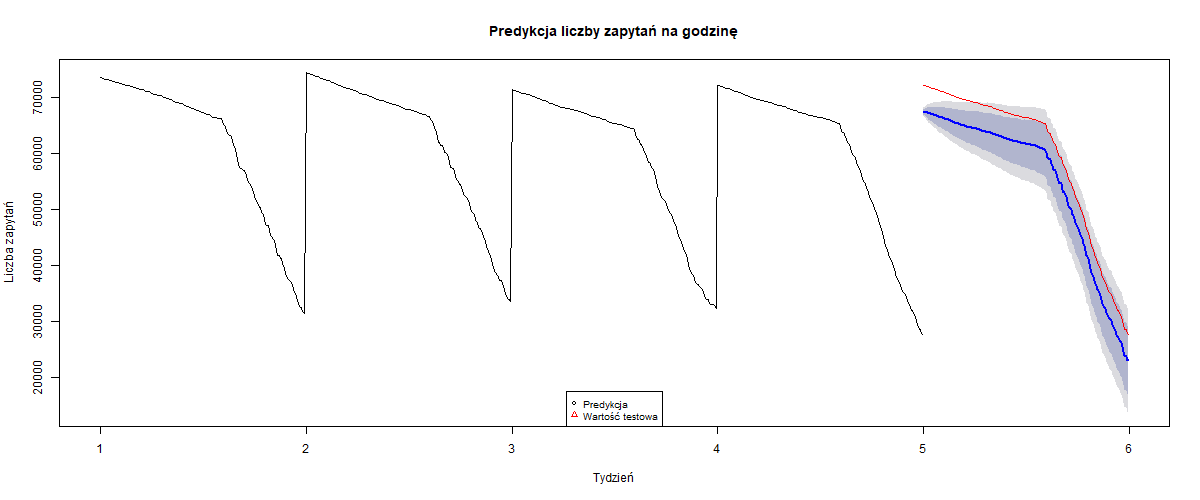 Predykcja liczby zapytań na godzinę
Liczba zapytań
70000
60000
50000
40000
30000
20000
Predykcja
Wartość testowa
1 2 3 4 5 6
Tydzień